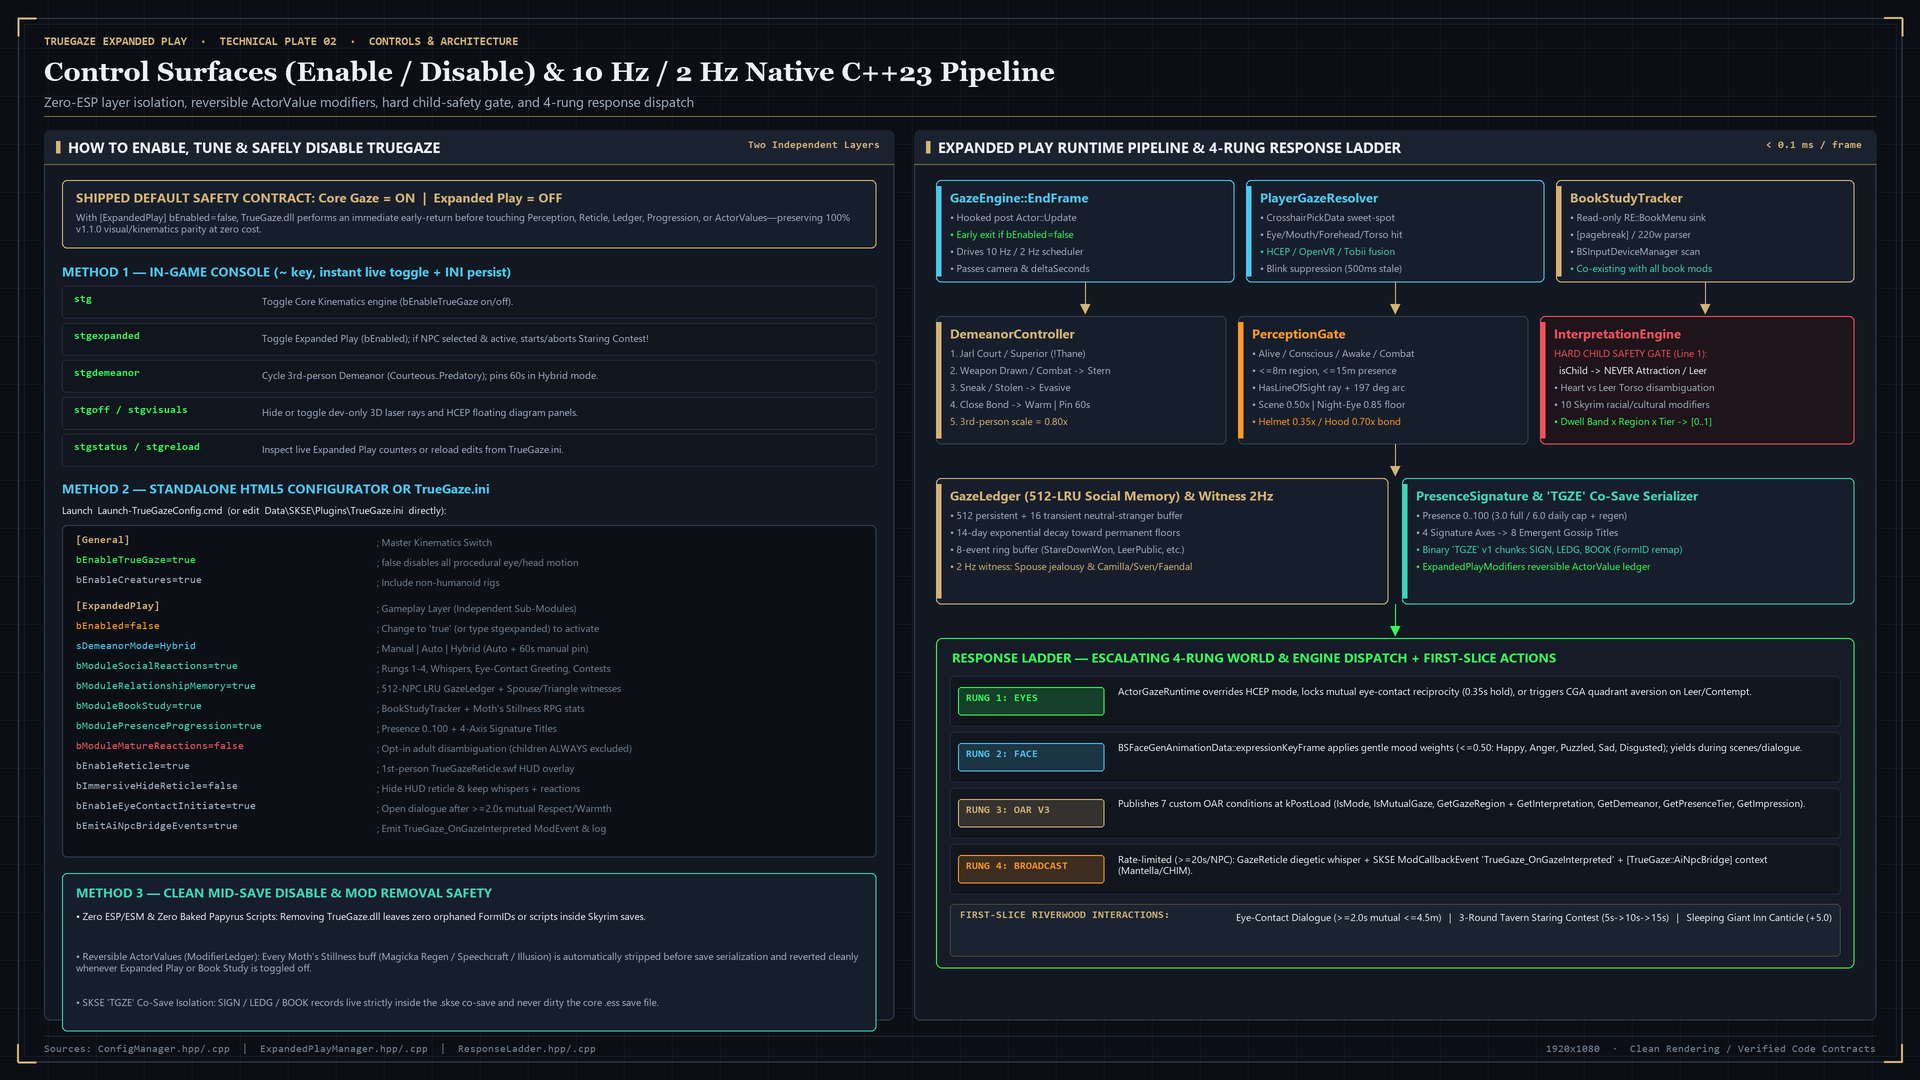 TRUEGAZE EXPANDED PLAY · TECHNICAL PLATE 02 · CONTROLS & ARCHITECTURE
Control Surfaces (Enable / Disable) & 10 Hz / 2 Hz Native C++23 Pipeline
Zero-ESP layer isolation, reversible ActorValue modifiers, hard child-safety gate, and 4-rung response dispatch
HOW TO ENABLE, TUNE & SAFELY DISABLE TRUEGAZE
Two Independent Layers
SHIPPED DEFAULT SAFETY CONTRACT: Core Gaze = ON | Expanded Play = OFF
With [ExpandedPlay] bEnabled=false, TrueGaze.dll performs an immediate early-return before touching Perception, Reticle, Ledger, Progression, or ActorValues—preserving 100%
v1.1.0 visual/kinematics parity at zero cost.
METHOD 1 — IN-GAME CONSOLE (~ key, instant live toggle + INI persist)
stg
Toggle Core Kinematics engine (bEnableTrueGaze on/off).
stgexpanded
Toggle Expanded Play (bEnabled); if NPC selected & active, starts/aborts Staring Contest!
stgdemeanor
Cycle 3rd-person Demeanor (Courteous..Predatory); pins 60s in Hybrid mode.
stgoff / stgvisuals
Hide or toggle dev-only 3D laser rays and HCEP floating diagram panels.
stgstatus / stgreload
Inspect live Expanded Play counters or reload edits from TrueGaze.ini.
METHOD 2 — STANDALONE HTML5 CONFIGURATOR OR TrueGaze.ini
Launch Launch-TrueGazeConfig.cmd (or edit Data\SKSE\Plugins\TrueGaze.ini directly):
[General]
; Master Kinematics Switch
bEnableTrueGaze=true
; false disables all procedural eye/head motion
bEnableCreatures=true
; Include non-humanoid rigs
[ExpandedPlay]
; Gameplay Layer (Independent Sub-Modules)
bEnabled=false
; Change to 'true' (or type stgexpanded) to activate
sDemeanorMode=Hybrid
; Manual | Auto | Hybrid (Auto + 60s manual pin)
bModuleSocialReactions=true
; Rungs 1-4, Whispers, Eye-Contact Greeting, Contests
bModuleRelationshipMemory=true
; 512-NPC LRU GazeLedger + Spouse/Triangle witnesses
bModuleBookStudy=true
; BookStudyTracker + Moth's Stillness RPG stats
bModulePresenceProgression=true
; Presence 0..100 + 4-Axis Signature Titles
bModuleMatureReactions=false
; Opt-in adult disambiguation (children ALWAYS excluded)
bEnableReticle=true
; 1st-person TrueGazeReticle.swf HUD overlay
bImmersiveHideReticle=false
; Hide HUD reticle & keep whispers + reactions
bEnableEyeContactInitiate=true
; Open dialogue after >=2.0s mutual Respect/Warmth
bEmitAiNpcBridgeEvents=true
; Emit TrueGaze_OnGazeInterpreted ModEvent & log
METHOD 3 — CLEAN MID-SAVE DISABLE & MOD REMOVAL SAFETY
• Zero ESP/ESM & Zero Baked Papyrus Scripts: Removing TrueGaze.dll leaves zero orphaned FormIDs or scripts inside Skyrim saves.
• Reversible ActorValues (ModifierLedger): Every Moth's Stillness buff (Magicka Regen / Speechcraft / Illusion) is automatically stripped before save serialization and reverted cleanly
whenever Expanded Play or Book Study is toggled off.
• SKSE 'TGZE' Co-Save Isolation: SIGN / LEDG / BOOK records live strictly inside the .skse co-save and never dirty the core .ess save file.
EXPANDED PLAY RUNTIME PIPELINE & 4-RUNG RESPONSE LADDER
< 0.1 ms / frame
GazeEngine::EndFrame
• Hooked post Actor::Update
• Early exit if bEnabled=false
• Drives 10 Hz / 2 Hz scheduler
• Passes camera & deltaSeconds
PlayerGazeResolver
• CrosshairPickData sweet-spot
• Eye/Mouth/Forehead/Torso hit
• HCEP / OpenVR / Tobii fusion
• Blink suppression (500ms stale)
BookStudyTracker
• Read-only RE::BookMenu sink
• [pagebreak] / 220w parser
• BSInputDeviceManager scan
• Co-existing with all book mods
DemeanorController
1. Jarl Court / Superior (!Thane)
2. Weapon Drawn / Combat -> Stern
3. Sneak / Stolen -> Evasive
4. Close Bond -> Warm | Pin 60s
5. 3rd-person scale = 0.80x
PerceptionGate
• Alive / Conscious / Awake / Combat
• <=8m region, <=15m presence
• HasLineOfSight ray + 197 deg arc
• Scene 0.50x | Night-Eye 0.85 floor
• Helmet 0.35x / Hood 0.70x bond
InterpretationEngine
HARD CHILD SAFETY GATE (Line 1):
isChild -> NEVER Attraction / Leer
• Heart vs Leer Torso disambiguation
• 10 Skyrim racial/cultural modifiers
• Dwell Band x Region x Tier -> [0..1]
GazeLedger (512-LRU Social Memory) & Witness 2Hz
• 512 persistent + 16 transient neutral-stranger buffer
• 14-day exponential decay toward permanent floors
• 8-event ring buffer (StareDownWon, LeerPublic, etc.)
• 2 Hz witness: Spouse jealousy & Camilla/Sven/Faendal
PresenceSignature & 'TGZE' Co-Save Serializer
• Presence 0..100 (3.0 full / 6.0 daily cap + regen)
• 4 Signature Axes -> 8 Emergent Gossip Titles
• Binary 'TGZE' v1 chunks: SIGN, LEDG, BOOK (FormID remap)
• ExpandedPlayModifiers reversible ActorValue ledger
RESPONSE LADDER — ESCALATING 4-RUNG WORLD & ENGINE DISPATCH + FIRST-SLICE ACTIONS
RUNG 1: EYES
ActorGazeRuntime overrides HCEP mode, locks mutual eye-contact reciprocity (0.35s hold), or triggers CGA quadrant aversion on Leer/Contempt.
RUNG 2: FACE
BSFaceGenAnimationData::expressionKeyFrame applies gentle mood weights (<=0.50: Happy, Anger, Puzzled, Sad, Disgusted); yields during scenes/dialogue.
RUNG 3: OAR V3
Publishes 7 custom OAR conditions at kPostLoad (IsMode, IsMutualGaze, GetGazeRegion + GetInterpretation, GetDemeanor, GetPresenceTier, GetImpression).
RUNG 4: BROADCAST
Rate-limited (>=20s/NPC): GazeReticle diegetic whisper + SKSE ModCallbackEvent 'TrueGaze_OnGazeInterpreted' + [TrueGaze::AiNpcBridge] context
(Mantella/CHIM).
FIRST-SLICE RIVERWOOD INTERACTIONS:
Eye-Contact Dialogue (>=2.0s mutual <=4.5m) | 3-Round Tavern Staring Contest (5s->10s->15s) | Sleeping Giant Inn Canticle (+5.0)
Sources: ConfigManager.hpp/.cpp | ExpandedPlayManager.hpp/.cpp | ResponseLadder.hpp/.cpp
1920x1080 · Clean Rendering / Verified Code Contracts